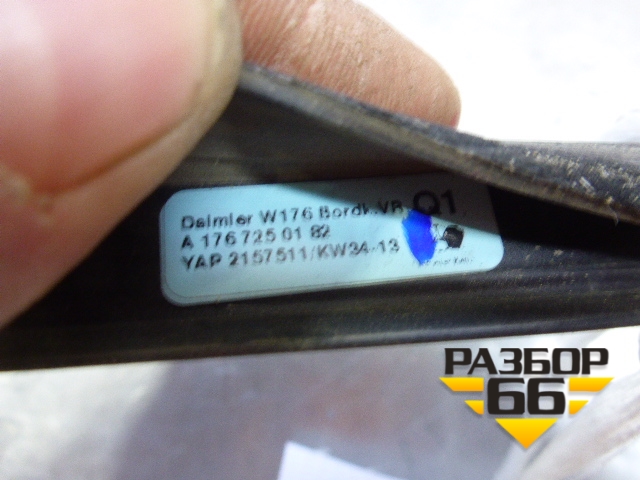 Daimler W176 Bordk.VR Q1
A 176 725 01 82
YAP 2157511/KW34-13
РАЗБОР
66